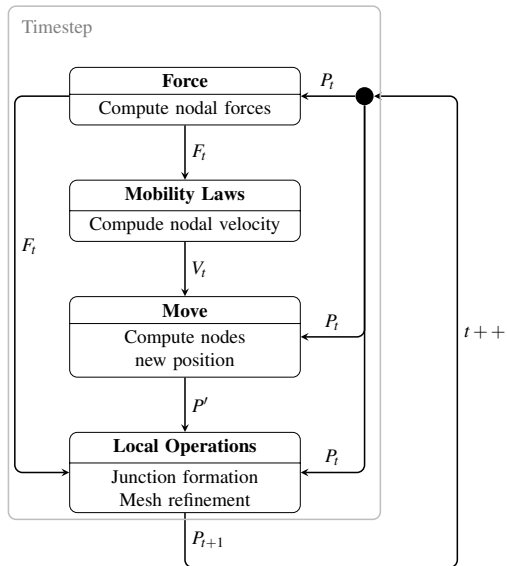 Timestep
Force
P_t
Compute nodal forces
F_t
Mobility Laws
Compude nodal velocity
F_t
V_t
Move
P_t
t++
Compute nodes
new position
P′
Local Operations
P_t
Junction formation
Mesh refinement
P_{t+1}